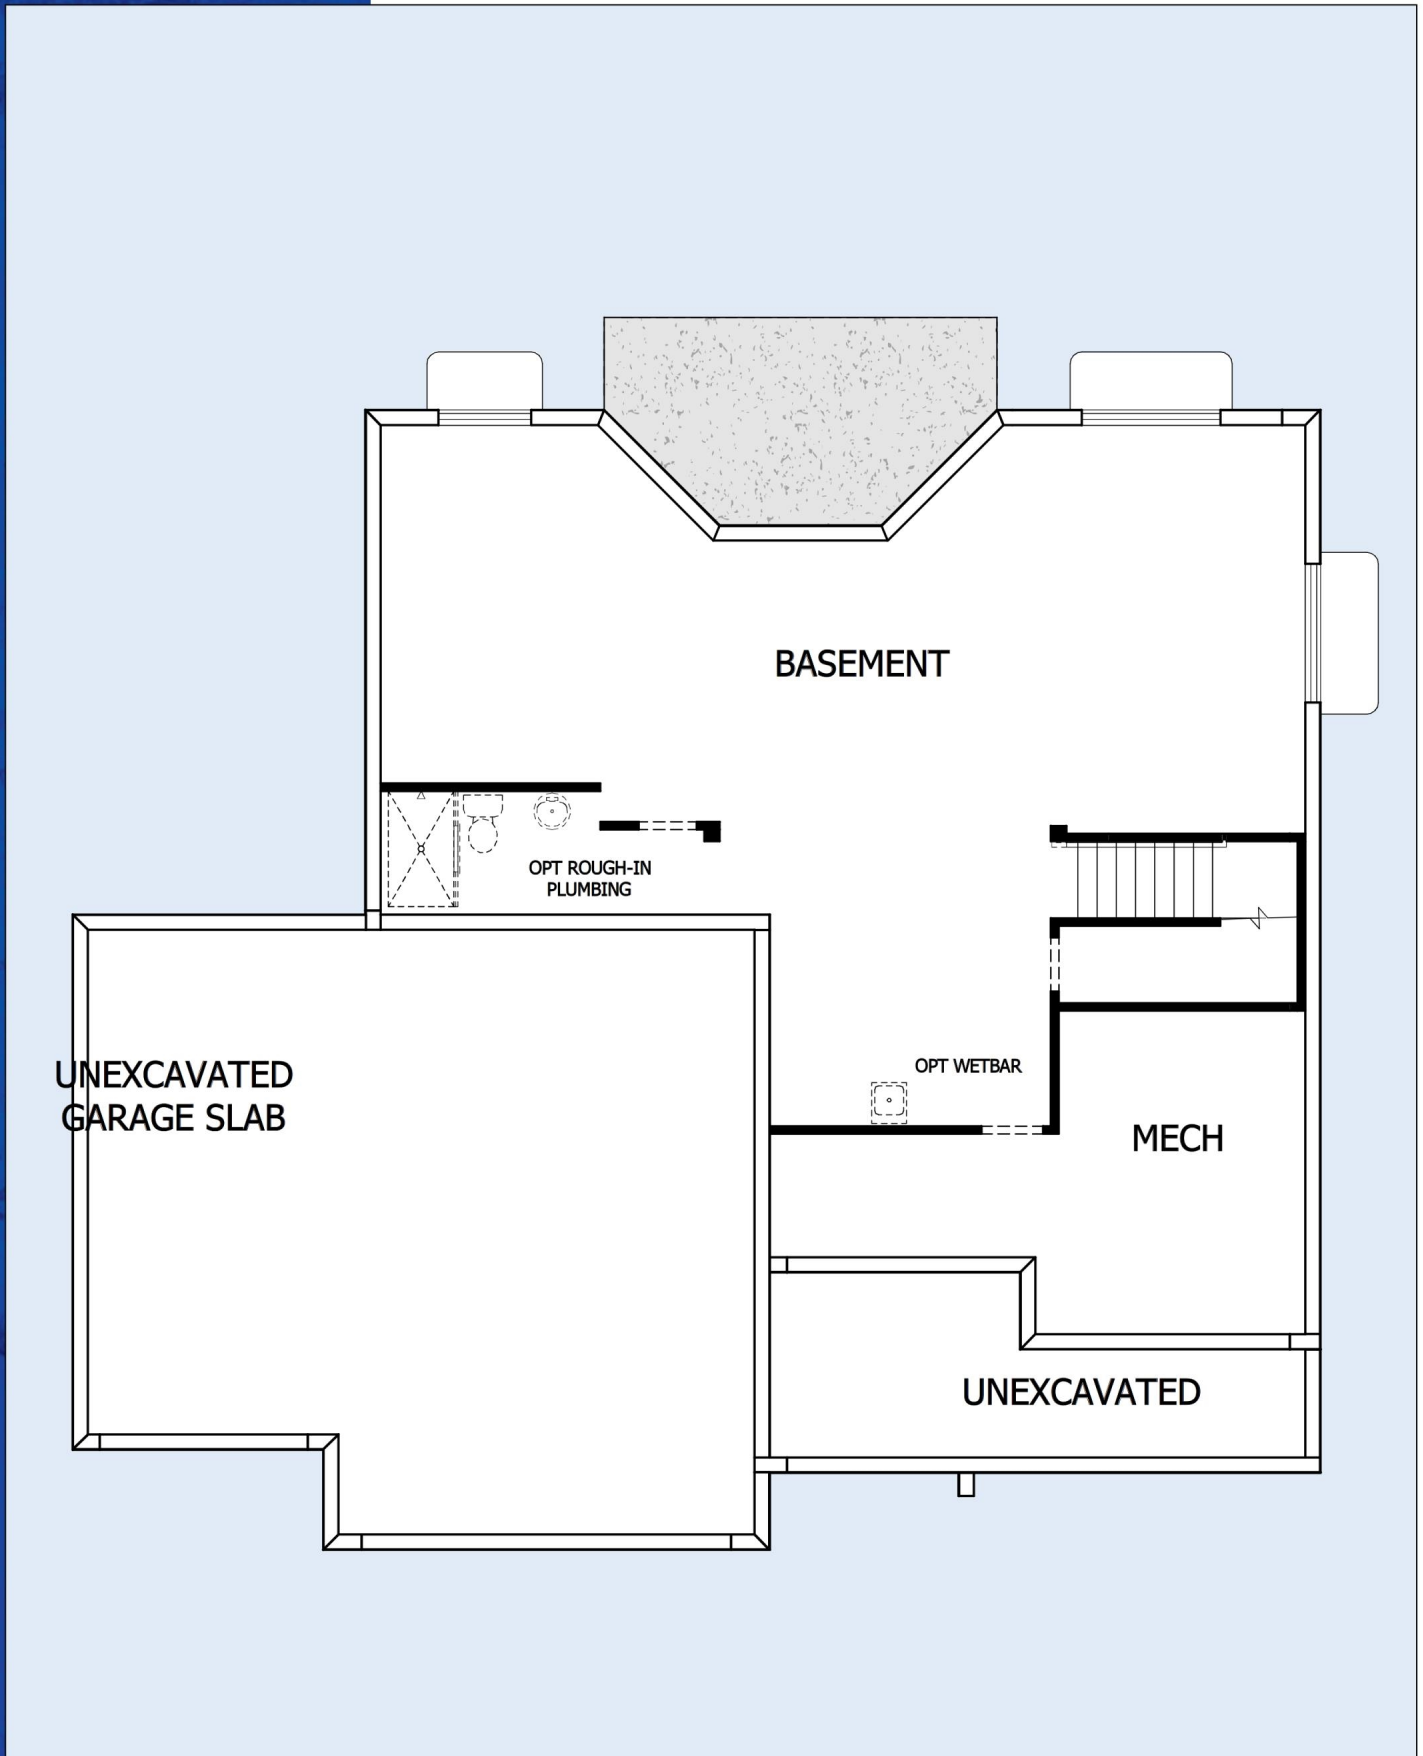 BASEMENT
OPT ROUGH-IN
PLUMBING
UNEXCAVATED
GARAGE SLAB
OPT WETBAR
MECH
UNEXCAVATED